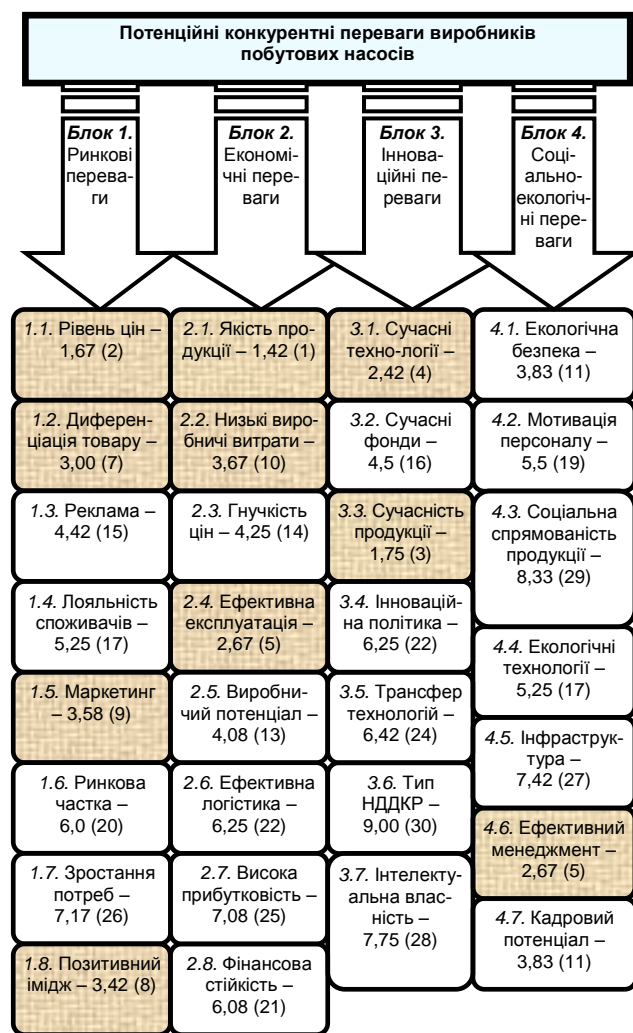 Потенційні конкурентні переваги виробників
побутових насосів
Блок 1.
Ринкові
перева-
ги
Блок 2.
Економі-
чні пере-
ваги
Блок 3.
Інннова-
ційні пе-
реваги
Блок 4.
Соці-
ально-
екологіч-
ні пере-
ваги
1.1. Рівень цін –
1,67 (2)
1.2. Диферен-
ціація товару –
3,00 (7)
1.3. Реклама –
4,42 (15)
1.4. Лояльність
споживачів –
5,25 (17)
1.5. Маркетинг
– 3,58 (9)
1.6. Ринкова
частка –
6,0 (20)
1.7. Зростання
потреб –
7,17 (26)
1.8. Позитивний
імідж – 3,42 (8)
2.1. Якість про-
дукції – 1,42 (1)
2.2. Низькі виро-
бничі витрати –
3,67 (10)
2.3. Гнучкість
цін – 4,25 (14)
2.4. Ефективна
експлуатація –
2,67 (5)
2.5. Виробни-
чий потенціал –
4,08 (13)
2.6. Ефективна
логістика –
6,25 (22)
2.7. Висока
прибутковість –
7,08 (25)
2.8. Фінансова
стійкість –
6,08 (21)
3.1. Сучасні
техно-логії –
2,42 (4)
3.2. Сучасні
фонди –
4,5 (16)
3.3. Сучасність
продукції –
1,75 (3)
3.4. Інновацій-
на політика –
6,25 (22)
3.5. Трансфер
технологій –
6,42 (24)
3.6. Тип
НДДКР –
9,00 (30)
3.7. Інтелекту-
альна влас-
ність –
7,75 (28)
4.1. Екологічна
безпека –
3,83 (11)
4.2. Мотивація
персоналу –
5,5 (19)
4.3. Соціальна
спрямованість
продукції –
8,33 (29)
4.4. Екологічні
технології –
5,25 (17)
4.5. Інфраструк-
тура –
7,42 (27)
4.6. Ефективний
менеджмент –
2,67 (5)
4.7. Кадровий
потенціал –
3,83 (11)